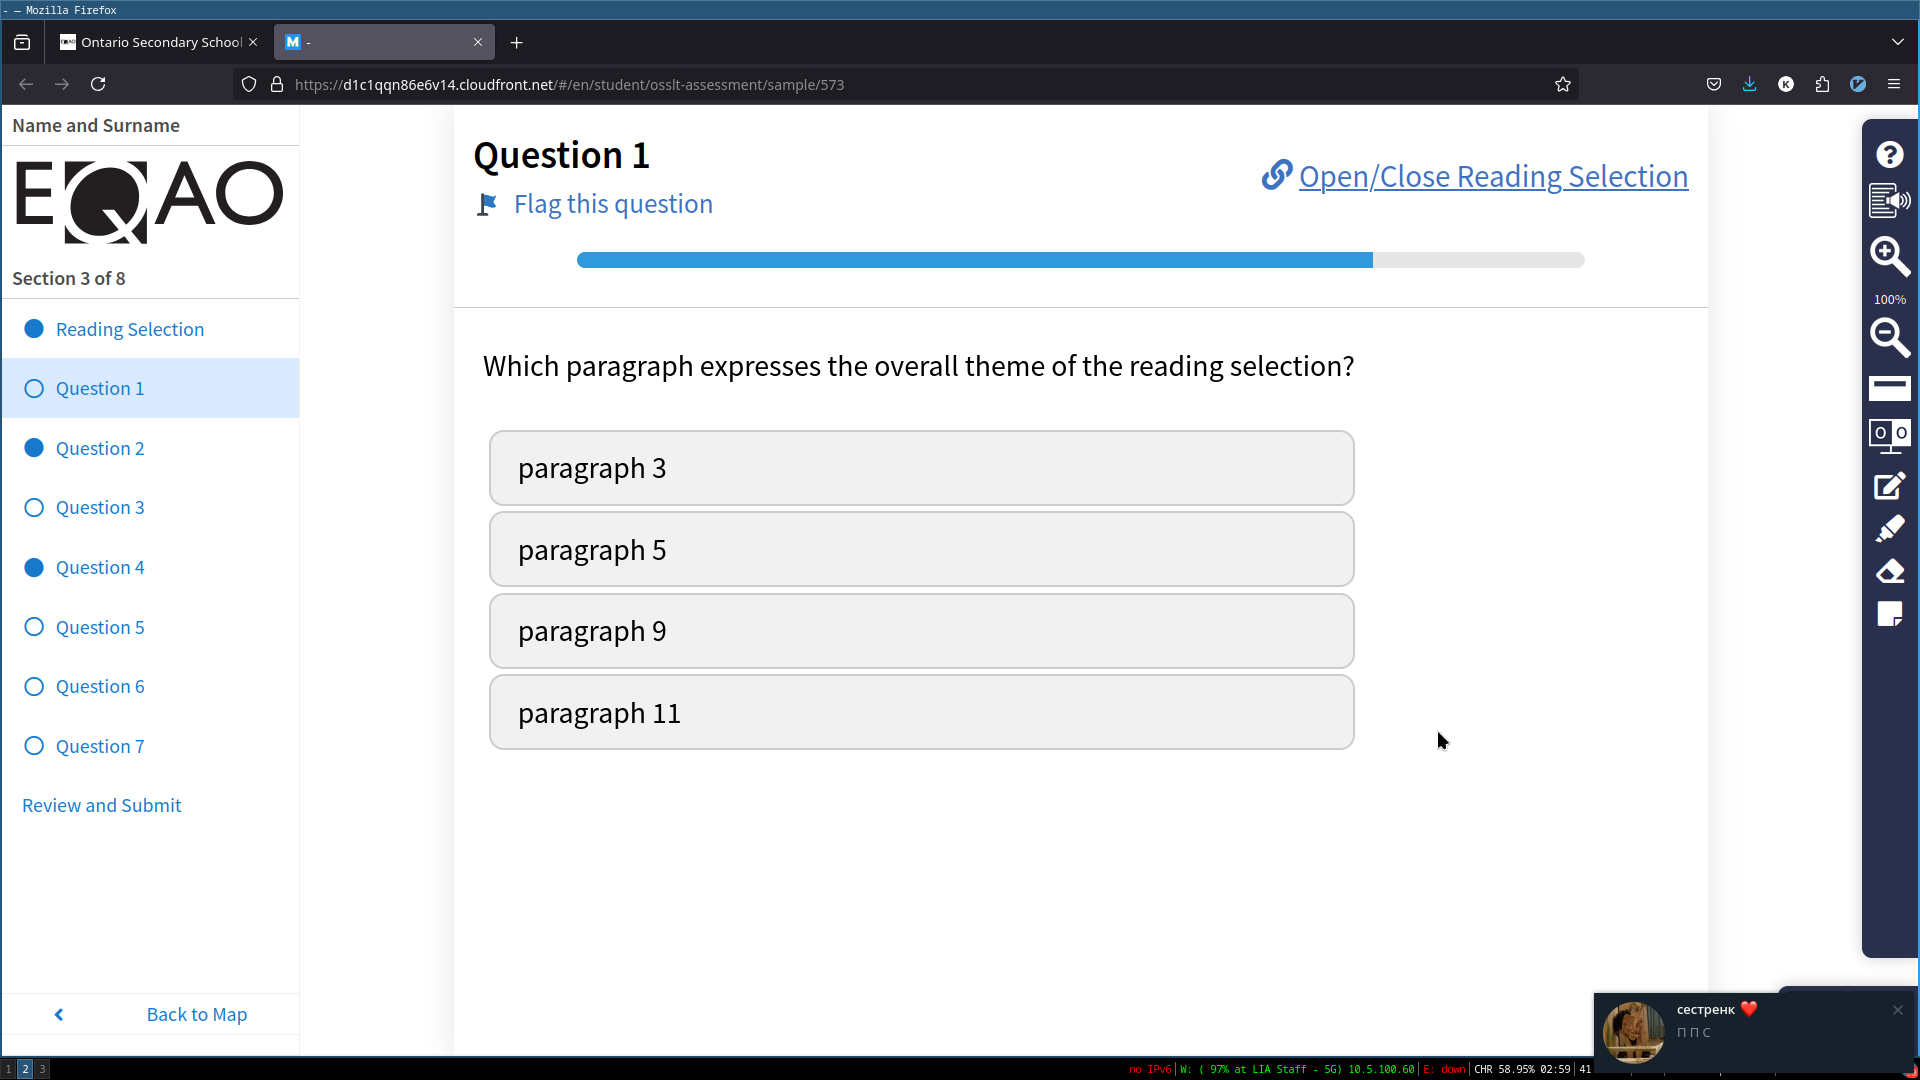 - — Mozilla Firefox
EQAO Ontario Secondary School
M -
https://d1c1qqn86e6v14.cloudfront.net/#/en/student/osslt-assessment/sample/573
K
Name and Surname
EQAO
Section 3 of 8
Reading Selection
Question 1
Question 2
Question 3
Question 4
Question 5
Question 6
Question 7
Review and Submit
Back to Map
Question 1
Flag this question
Open/Close Reading Selection
Which paragraph expresses the overall theme of the reading selection?
paragraph 3
paragraph 5
paragraph 9
paragraph 11
?
100%
сестренк ❤️
П П С
1 2 3
no IPv6 | W: ( 97% at LIA Staff - 5G) 10.5.100.60 | E: down | CHR 58.95% 02:59 | 41